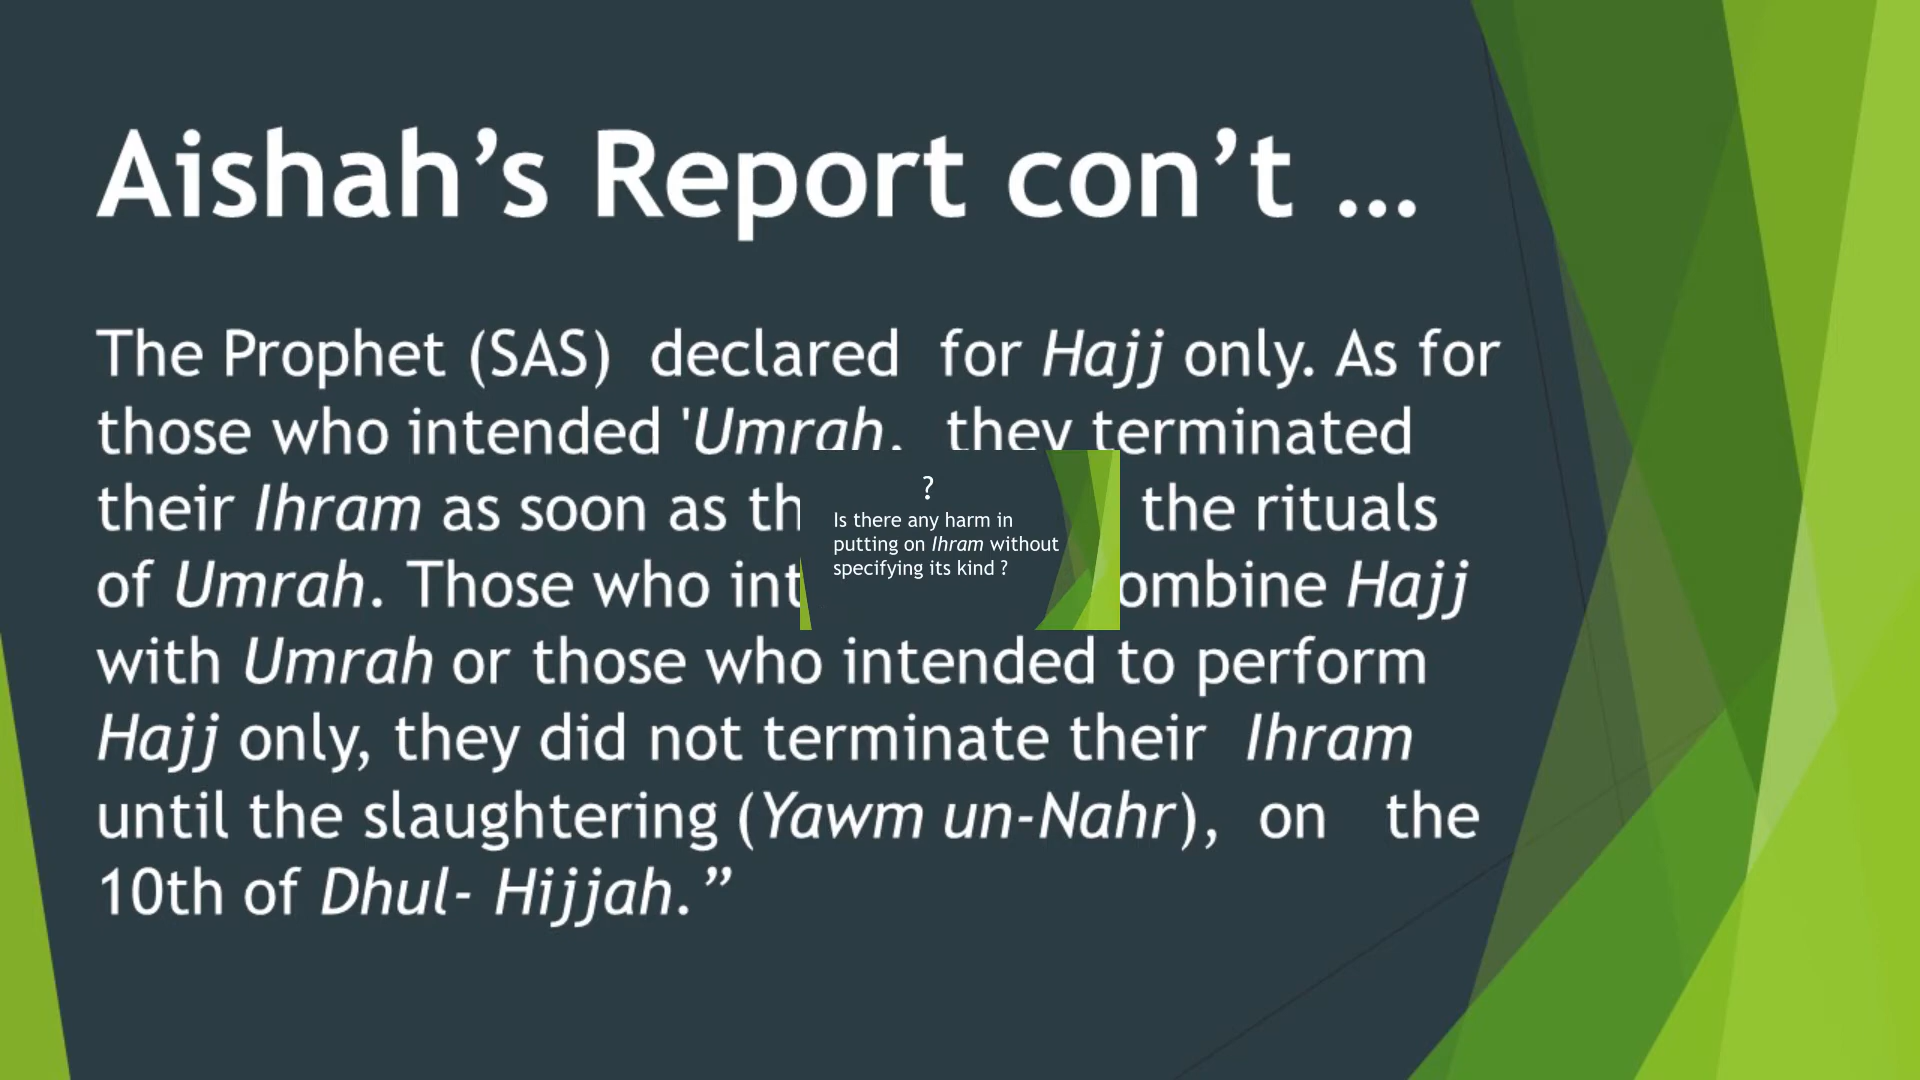 Aishah’s Report con’t …
The Prophet (SAS) declared for Hajj only. As for
those who intended 'Umrah, they terminated
their Ihram as soon as the rituals
of Umrah. Those who ombine Hajj
with Umrah or those who intended to perform
Hajj only, they did not terminate their Ihram
until the slaughtering (Yawm un-Nahr), on the
10th of Dhul- Hijjah.”
?
Is there any harm in
putting on Ihram without
specifying its kind ?